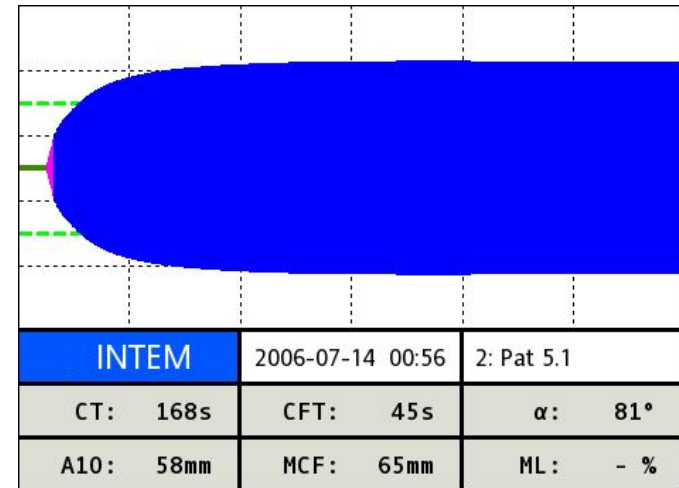 INTEM 2006-07-14 00:56 2: Pat 5.1
CT: 168s CFT: 45s α: 81°
A10: 58mm MCF: 65mm ML: - %